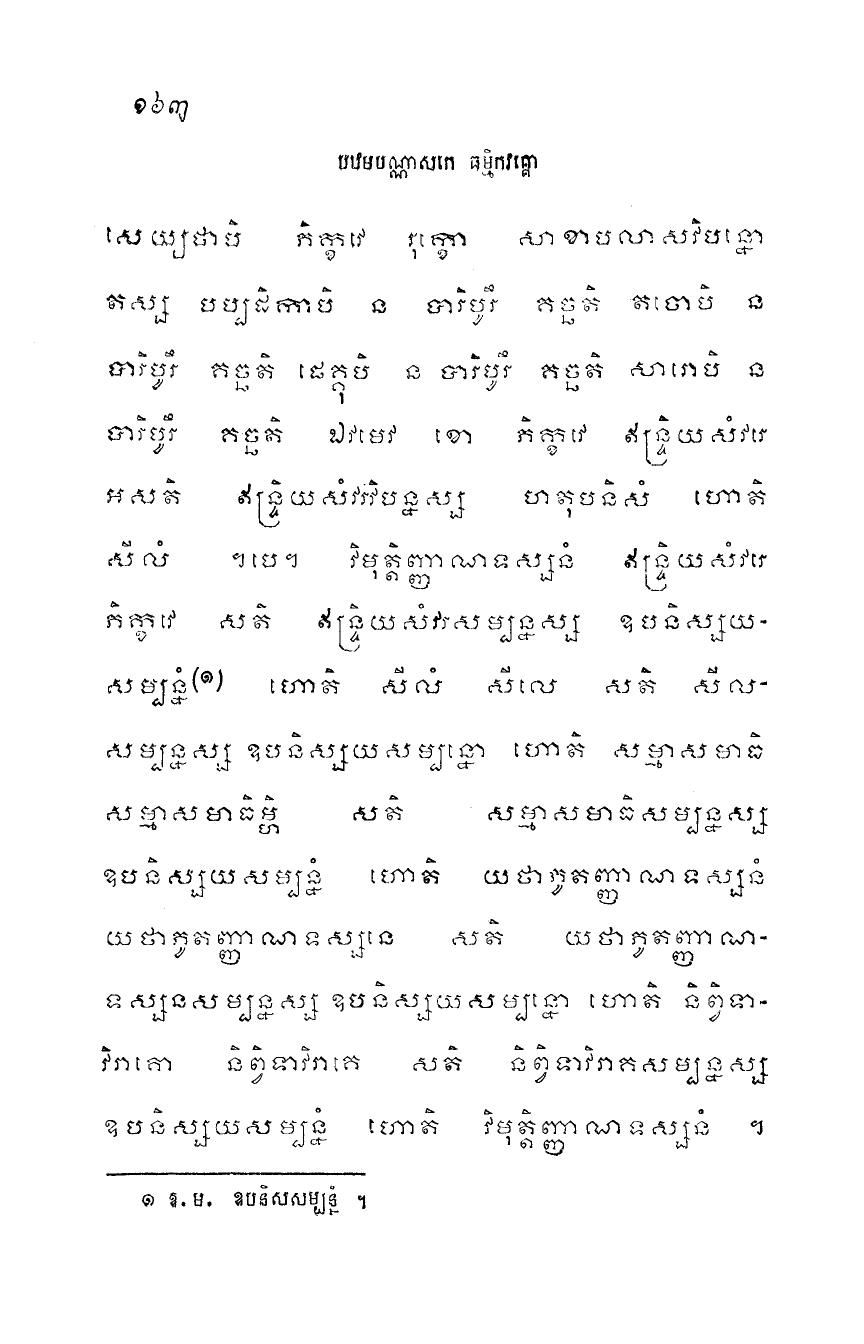 ១៦៣
បឋមបណ្ណាសកេ ធម្មិកវគ្គោ
សេយ្យថាបិ ភិក្ខវេ រុក្ខោ សាខាបលាសវិបន្នោ
តស្ស បប្បដិកាបិ ន បារិបូរឹ គច្ឆតិ តចោបិ ន
បារិបូរឹ គច្ឆតិ ផេគ្គុបិ ន បារិបូរឹ គច្ឆតិ សារោបិ ន
បារិបូរឹ គច្ឆតិ ឯវមេវ ខោ ភិក្ខវេ ឥន្ទ្រិយសំវរេ
អសតិ ឥន្ទ្រិយសំវរវិបន្នស្ស ហតុបនិសំ ហោតិ
សីលំ ។បេ។ វិមុត្តិញ្ញាណទស្សនំ ឥន្ទ្រិយសំវរេ
ភិក្ខវេ សតិ ឥន្ទ្រិយសំវរសម្បន្នស្ស ឧបនិស្សយ-
សម្បន្នំ(១) ហោតិ សីលំ សីលេ សតិ សីល-
សម្បន្នស្ស ឧបនិស្សយសម្បន្នោ ហោតិ សម្មាសមាធិ
សម្មាសមាធិម្ហិ សតិ សម្មាសមាធិសម្បន្នស្ស
ឧបនិស្សយសម្បន្នំ ហោតិ យថាភូតញ្ញាណទស្សនំ
យថាភូតញ្ញាណទស្សនេ សតិ យថាភូតញ្ញាណ-
ទស្សនសម្បន្នស្ស ឧបនិស្សយសម្បន្នោ ហោតិ និព្វិទា-
វិរាគោ និព្វិទាវិរាគេ សតិ និព្វិទាវិរាគសម្បន្នស្ស
ឧបនិស្សយសម្បន្នំ ហោតិ វិមុត្តិញ្ញាណទស្សនំ ។
១ ឱ. ម. ឧបនិសសម្បន្នំ ។